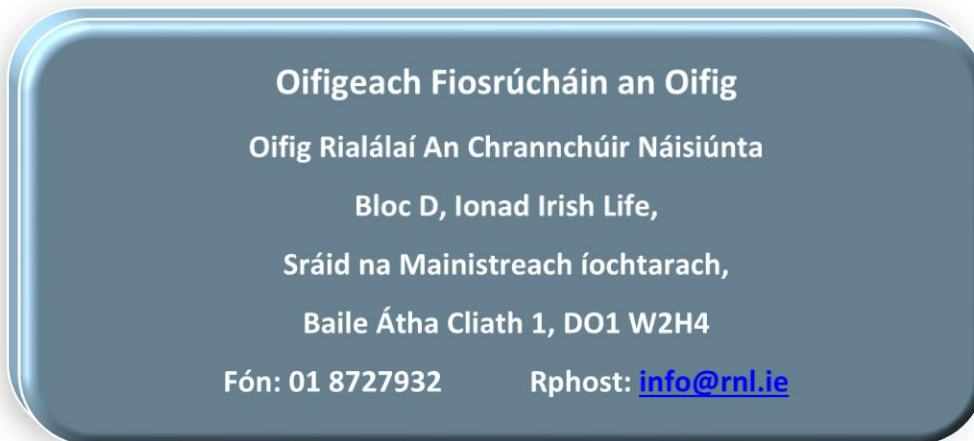 Oifigeach Fiosrúcháin an Oifig
Oifig Rialálaí An Chrannchúir Náisiúnta
Bloc D, Ionad Irish Life,
Sráid na Mainistreach íochtarach,
Baile Átha Cliath 1, DO1 W2H4
Fón: 01 8727932 Rphost: info@rnl.ie